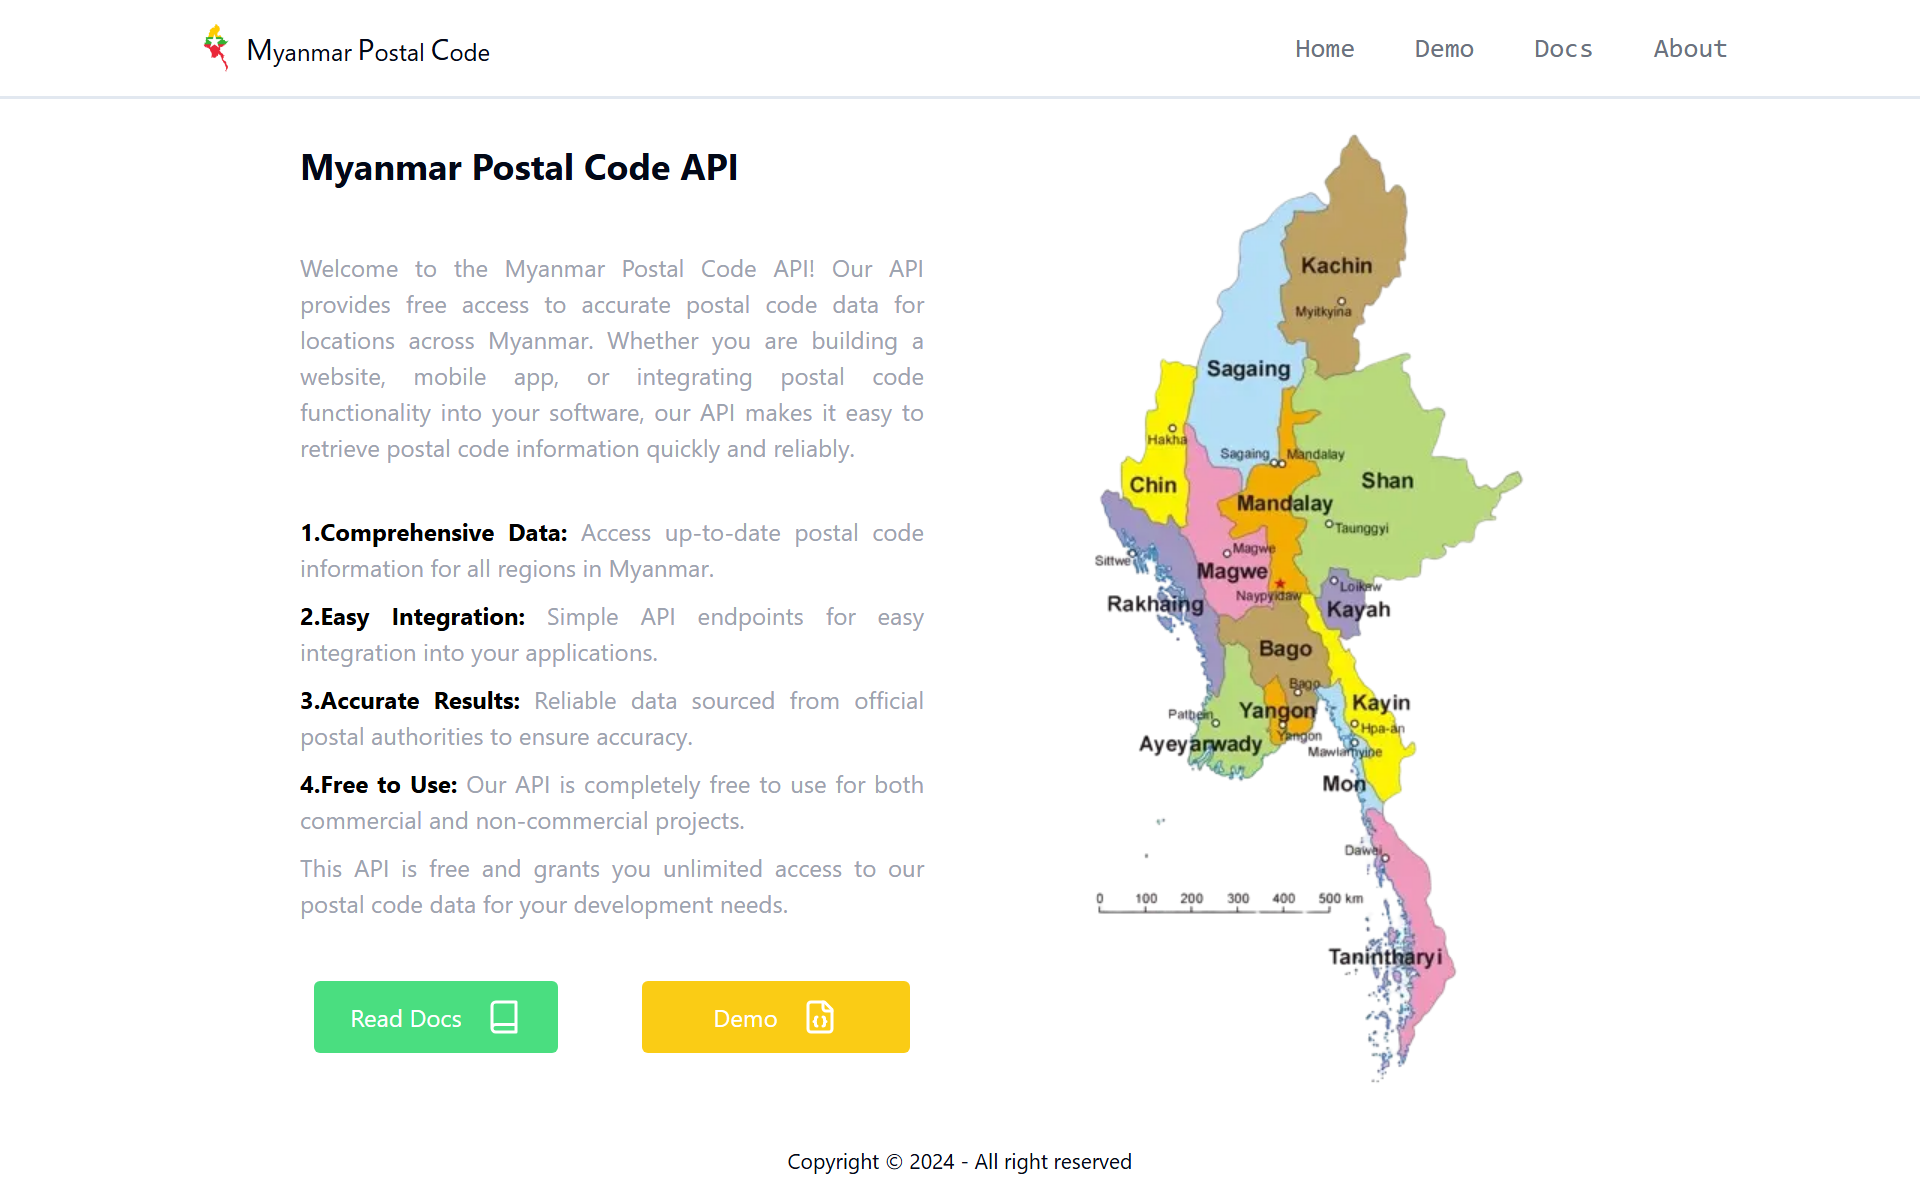 Myanmar Postal Code
Home
Demo
Docs
About
Myanmar Postal Code API
Welcome to the Myanmar Postal Code API! Our API
provides free access to accurate postal code data for
locations across Myanmar. Whether you are building a
website, mobile app, or integrating postal code
functionality into your software, our API makes it easy to
retrieve postal code information quickly and reliably.
1.Comprehensive Data: Access up-to-date postal code
information for all regions in Myanmar.
2.Easy Integration: Simple API endpoints for easy
integration into your applications.
3.Accurate Results: Reliable data sourced from official
postal authorities to ensure accuracy.
4.Free to Use: Our API is completely free to use for both
commercial and non-commercial projects.
This API is free and grants you unlimited access to our
postal code data for your development needs.
Read Docs
Demo
Kachin
Myitkyina
Sagaing
Hakha
Sagaing
Mandalay
Chin
Shan
Mandalay
Taunggyi
Magwe
Sittwe
Magwe
Loikaw
Naypyidaw
Rakhaing
Kayah
Bago
Bago
Kayin
Yangon
Pathein
Hpa-an
Yangon
Ayeyarwady
Mawlamyine
Mon
Dawei
0 100 200 300 400 500 km
Tanintharyi
Copyright © 2024 - All right reserved